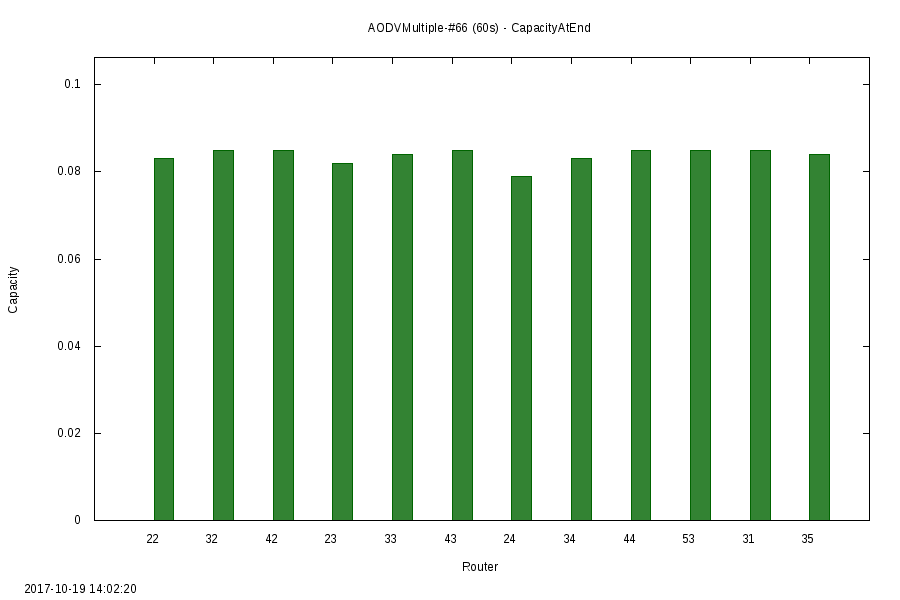 AODVMultiple-#66 (60s) - CapacityAtEnd
0.1
0.08
0.06
0.04
0.02
0
Capacity
22 32 42 23 33 43 24 34 44 53 31 35
Router
2017-10-19 14:02:20